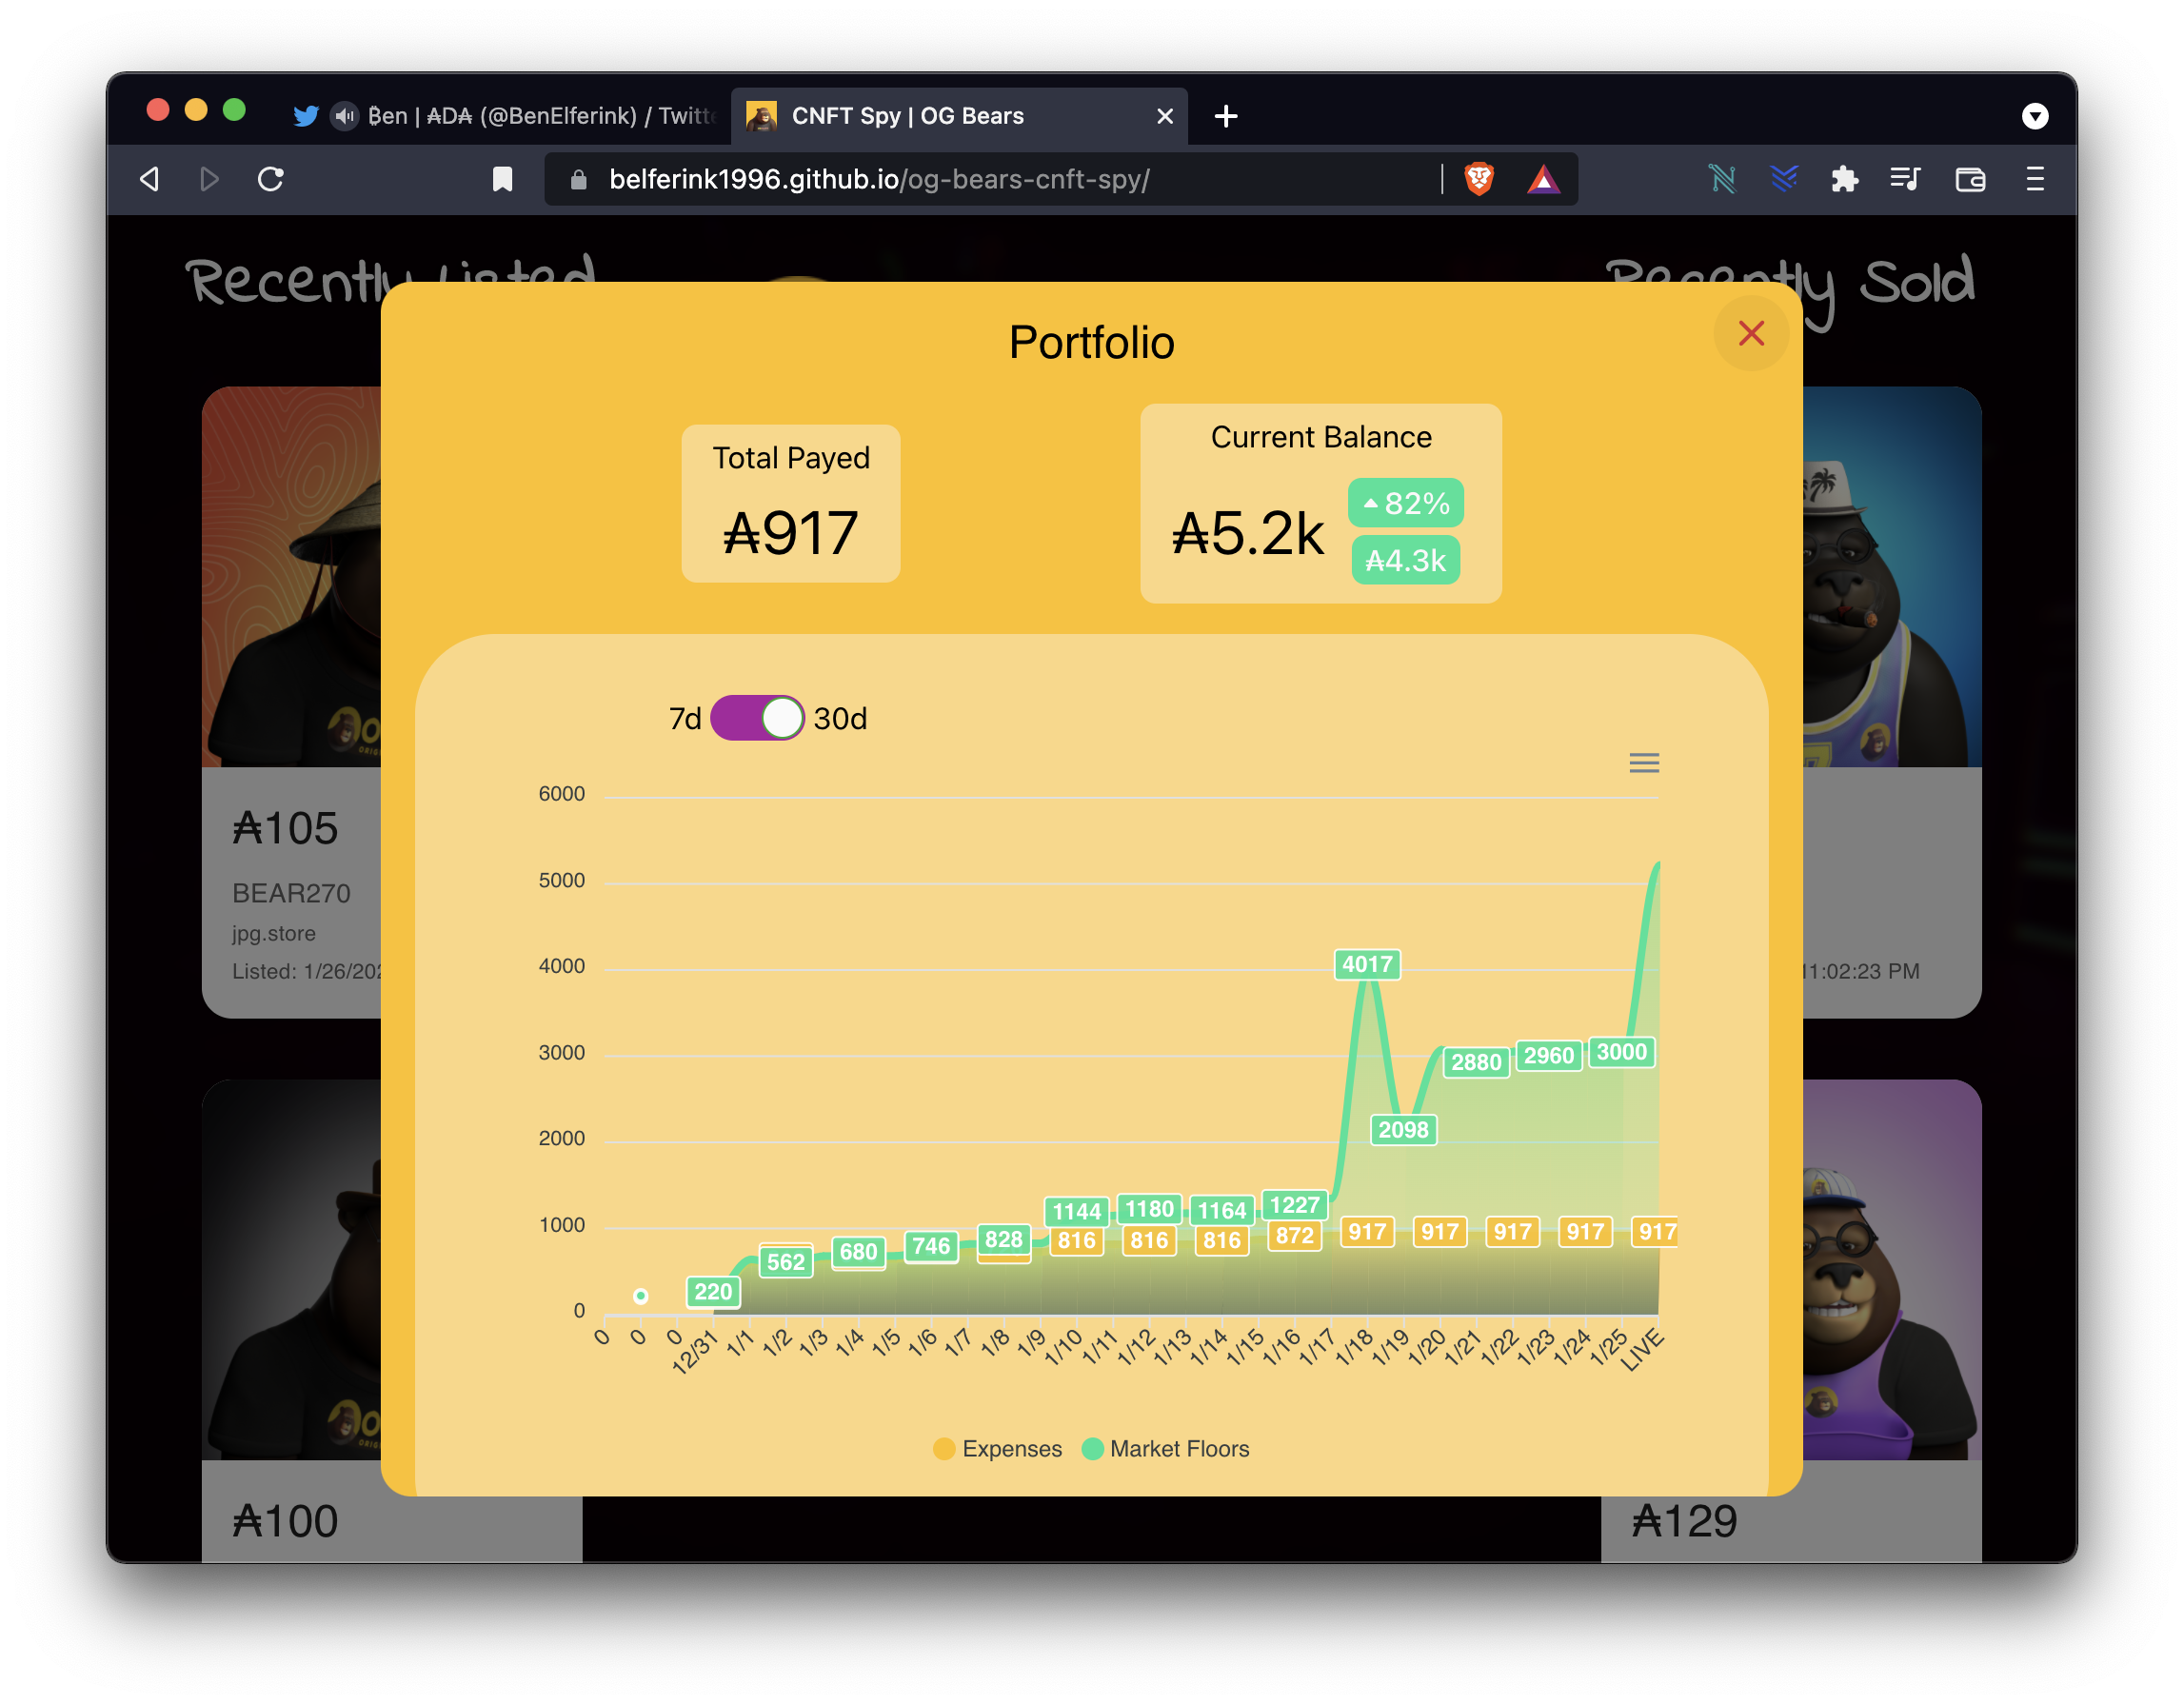 ₿en | ₳D₳ (@BenElferink) / Twitte
CNFT Spy | OG Bears
belferink1996.github.io/og-bears-cnft-spy/
Recently Listed
Recently Sold
Portfolio
Total Payed
₳917
Current Balance
₳5.2k
82%
₳4.3k
7d 30d
6000
5000
4000
3000
2000
1000
0
4017
2098
2880
2960
3000
220
562
680
746
828
1144
1180
1164
1227
816
816
816
872
917
917
917
917
917
0 0 0 12/31 1/1 1/2 1/3 1/4 1/5 1/6 1/7 1/8 1/9 1/10 1/11 1/12 1/13 1/14 1/15 1/16 1/17 1/18 1/19 1/20 1/21 1/22 1/23 1/24 1/25 LIVE
Expenses Market Floors
₳105
BEAR270
jpg.store
Listed: 1/26/202
11:02:23 PM
₳100
₳129